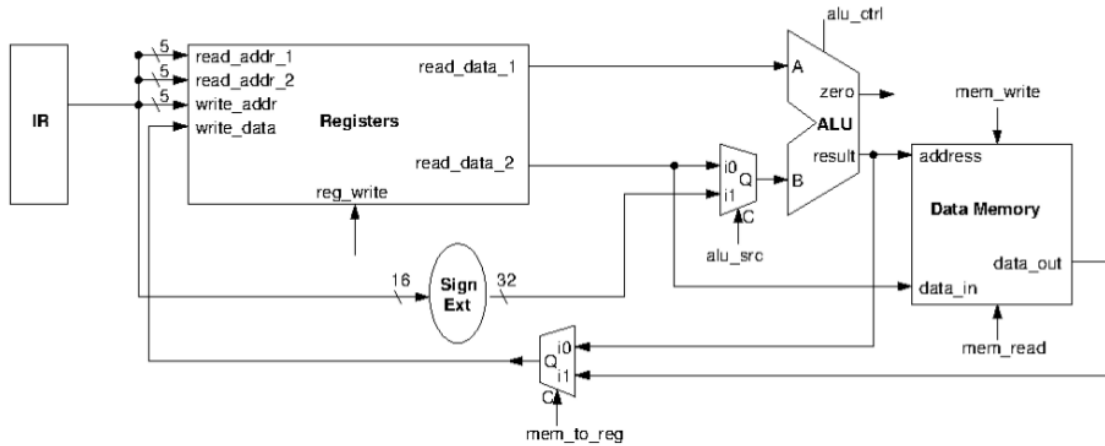 alu_ctrl
5
read_addr_1
5
read_addr_2
5
write_addr
write_data
read_data_1
IR
Registers
read_data_2
reg_write
A
zero
ALU
result
B
i0
Q
i1
C
alu_src
mem_write
address
Data Memory
data_out
data_in
mem_read
16
Sign
Ext
32
i0
Q
i1
C
mem_to_reg